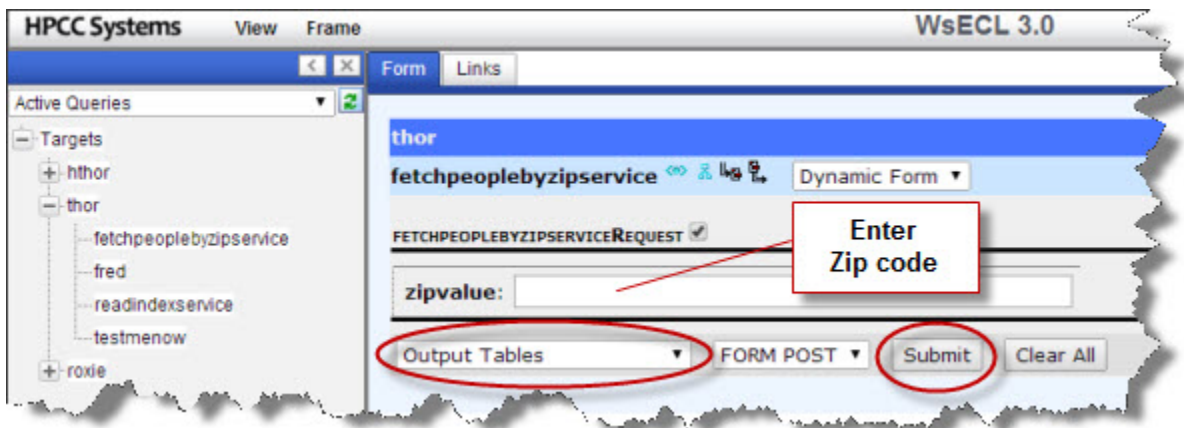 HPCC Systems View Frame WsECL 3.0
Form Links
Active Queries
Targets
hthor
thor
fetchpeoplebyzipservice
fred
readindexservice
testmenow
roxie
thor
fetchpeoplebyzipservice Dynamic Form
FETCHPEOPLEBYZIPSERVICEREQUEST
Enter
Zip code
zipvalue:
Output Tables FORM POST Submit Clear All